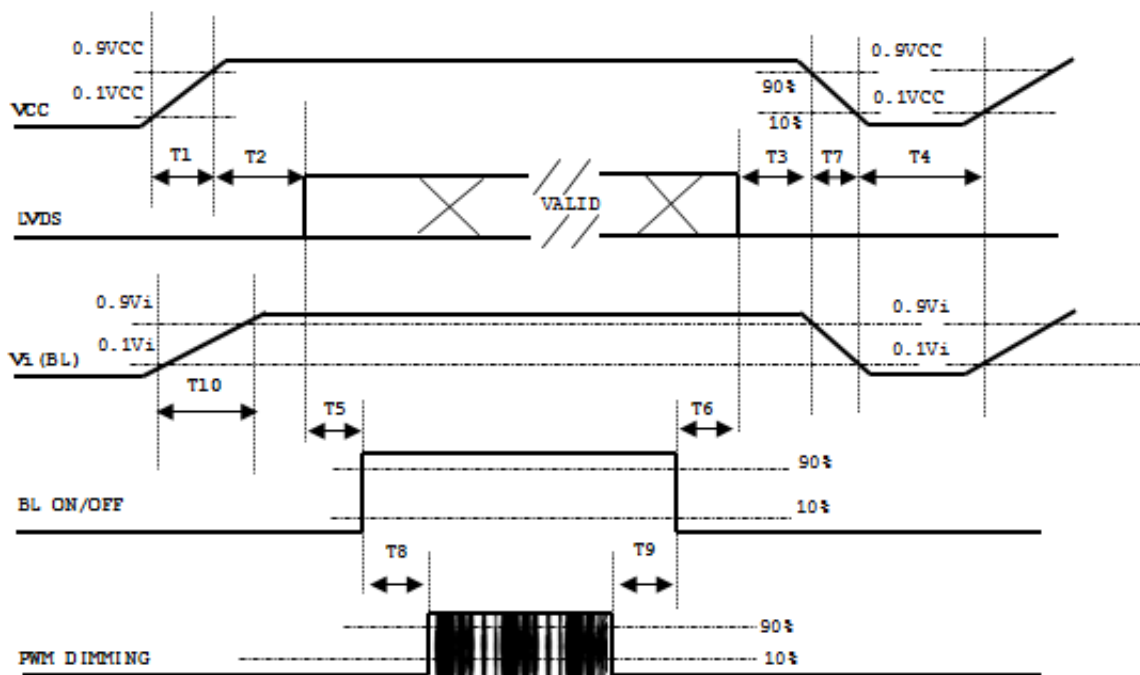 0.9VCC 0.9VCC
0.1VCC 90% 0.1VCC
VCC 10%
T1 T2 T3 T7 T4
VALID
LVDS
0.9Vi 0.9Vi
0.1Vi 0.1Vi
Vi(BL)
T10 T5 T6
90%
BL ON/OFF 10%
T8 T9
90%
PWM DIMMING 10%